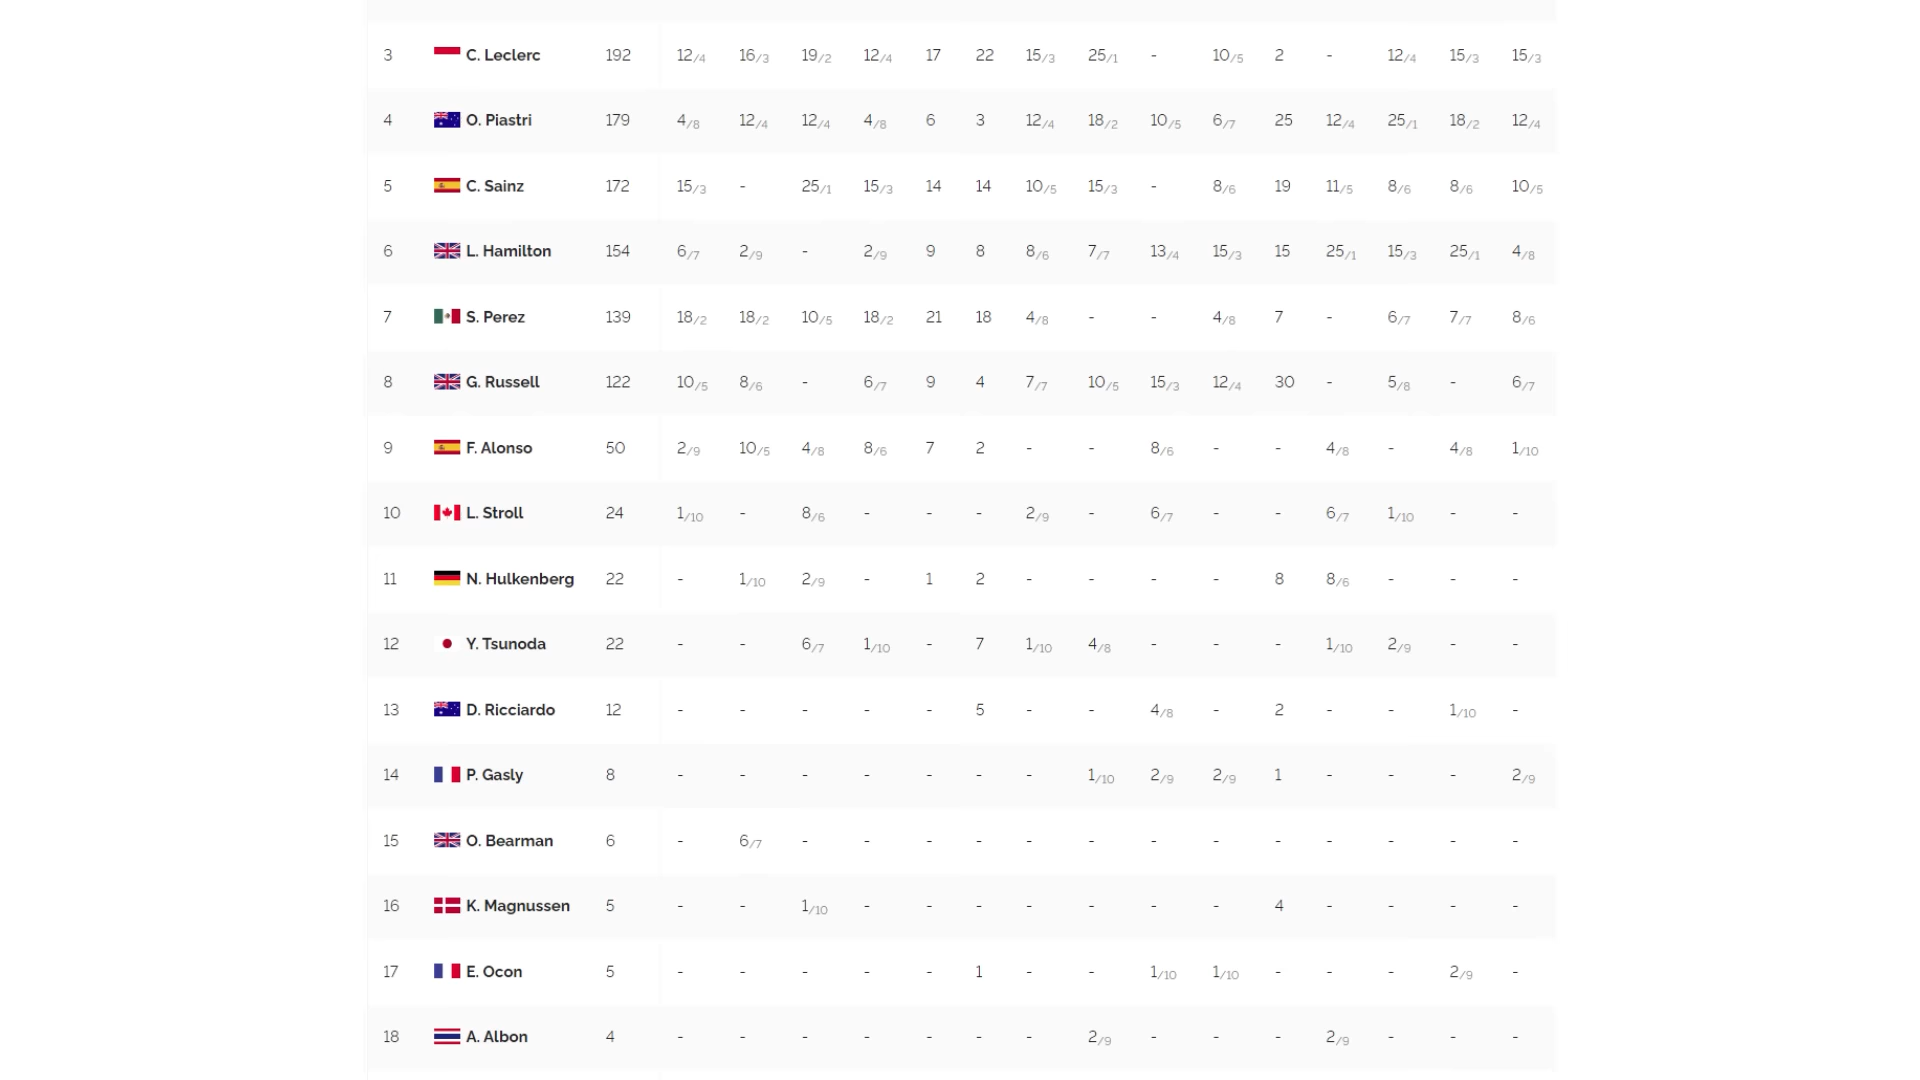 3 C. Leclerc 192 12/4 16/3 19/2 12/4 17 22 15/3 25/1 - 10/5 2 - 12/4 15/3 15/3
4 O. Piastri 179 4/8 12/4 12/4 4/8 6 3 12/4 18/2 10/5 6/7 25 12/4 25/1 18/2 12/4
5 C. Sainz 172 15/3 - 25/1 15/3 14 14 10/5 15/3 - 8/6 19 11/5 8/6 8/6 10/5
6 L. Hamilton 154 6/7 2/9 - 2/9 9 8 8/6 7/7 13/4 15/3 15 25/1 15/3 25/1 4/8
7 S. Perez 139 18/2 18/2 10/5 18/2 21 18 4/8 - - 4/8 7 - 6/7 7/7 8/6
8 G. Russell 122 10/5 8/6 - 6/7 9 4 7/7 10/5 15/3 12/4 30 - 5/8 - 6/7
9 F. Alonso 50 2/9 10/5 4/8 8/6 7 2 - - 8/6 - - 4/8 - 4/8 1/10
10 L. Stroll 24 1/10 - 8/6 - - - 2/9 - 6/7 - - 6/7 1/10 - -
11 N. Hulkenberg 22 - 1/10 2/9 - 1 2 - - - - 8 8/6 - - -
12 Y. Tsunoda 22 - - 6/7 1/10 - 7 1/10 4/8 - - - 1/10 2/9 - -
13 D. Ricciardo 12 - - - - - 5 - - 4/8 - 2 - - 1/10 -
14 P. Gasly 8 - - - - - - - 1/10 2/9 2/9 1 - - - 2/9
15 O. Bearman 6 - 6/7 - - - - - - - - - - - - -
16 K. Magnussen 5 - - 1/10 - - - - - - - 4 - - - -
17 E. Ocon 5 - - - - - 1 - - 1/10 1/10 - - - 2/9 -
18 A. Albon 4 - - - - - - - 2/9 - - - 2/9 - - -